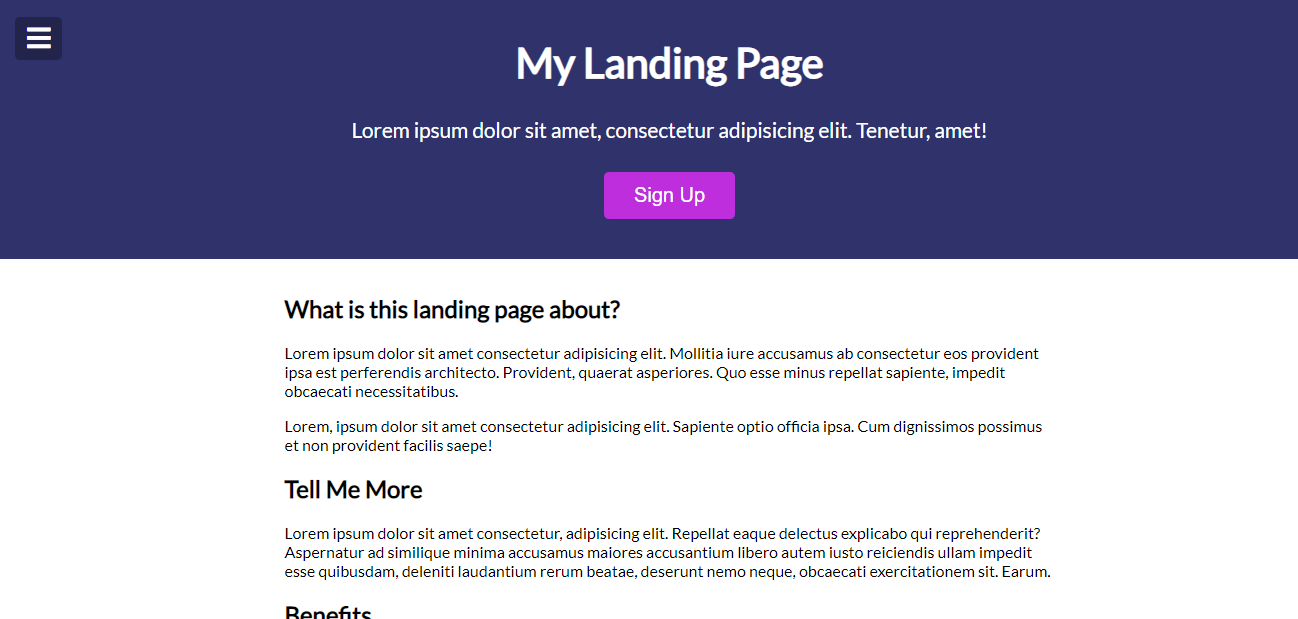 My Landing Page
Lorem ipsum dolor sit amet, consectetur adipisicing elit. Tenetur, amet!
Sign Up
What is this landing page about?
Lorem ipsum dolor sit amet consectetur adipisicing elit. Mollitia iure accusamus ab consectetur eos provident
ipsa est perferendis architecto. Provident, quaerat asperiores. Quo esse minus repellat sapiente, impedit
obcaecati necessitatibus.
Lorem, ipsum dolor sit amet consectetur adipisicing elit. Sapiente optio officia ipsa. Cum dignissimos possimus
et non provident facilis saepe!
Tell Me More
Lorem ipsum dolor sit amet consectetur, adipisicing elit. Repellat eaque delectus explicabo qui reprehenderit?
Aspernatur ad similique minima accusamus maiores accusantium libero autem iusto reiciendis ullam impedit
esse quibusdam, deleniti laudantium rerum beatae, deserunt nemo neque, obcaecati exercitationem sit. Earum.
Benefits